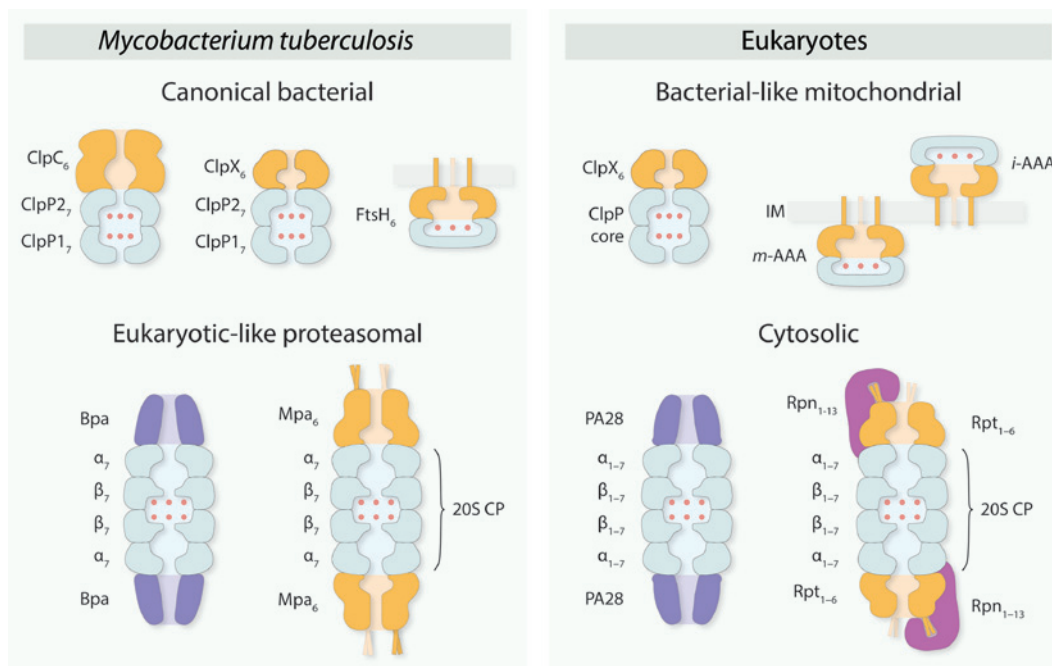 Mycobacterium tuberculosis
Canonical bacterial
ClpC₆
ClpP2₇
ClpP1₇
ClpX₆
ClpP2₇
ClpP1₇
FtsH₆
Eukaryotic-like proteasomal
Bpa
α₇
β₇
β₇
α₇
Bpa
Mpa₆
α₇
β₇
β₇
α₇
Mpa₆
20S CP
Eukaryotes
Bacterial-like mitochondrial
ClpX₆
ClpP
core
i-AAA
IM
m-AAA
Cytosolic
PA28
α₁₋₇
β₁₋₇
β₁₋₇
α₁₋₇
PA28
Rpn₁₋₁₃
Rpt₁₋₆
α₁₋₇
β₁₋₇
β₁₋₇
α₁₋₇
20S CP
Rpt₁₋₆
Rpn₁₋₁₃